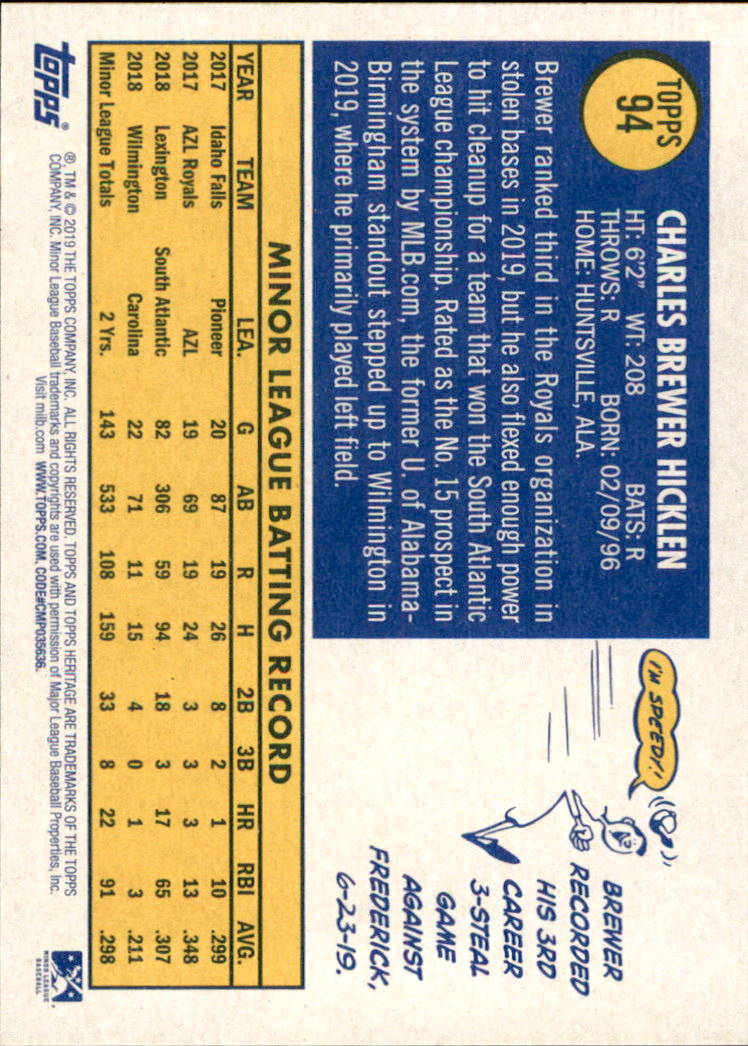 TOPPS
94
CHARLES BREWER HICKLEN
HT: 6'2" WT: 208 BATS: R
THROWS: R BORN: 02/09/96
HOME: HUNTSVILLE, ALA.
Brewer ranked third in the Royals organization in
stolen bases in 2019, but he also flexed enough power
to hit cleanup for a team that won the South Atlantic
League championship. Rated as the No. 15 prospect in
the system by MLB.com, the former U. of Alabama-
Birmingham standout stepped up to Wilmington in
2019, where he primarily played left field.
I'M SPEEDY!!
BREWER
RECORDED
HIS 3RD
CAREER
3-STEAL
GAME
AGAINST
FREDERICK,
6-23-19.
MINOR LEAGUE BATTING RECORD
YEAR TEAM LEA. G AB R H 2B 3B HR RBI AVG.
2017 Idaho Falls Pioneer 20 87 19 26 8 2 1 10 .299
2017 AZL Royals AZL 19 69 19 24 3 3 3 13 .348
2018 Lexington South Atlantic 82 306 59 94 18 3 17 65 .307
2018 Wilmington Carolina 22 71 11 15 4 0 1 3 .211
Minor League Totals 2 Yrs. 143 533 108 159 33 8 22 91 .298
topps®
®, TM & © 2019 THE TOPPS COMPANY, INC. ALL RIGHTS RESERVED. TOPPS AND TOPPS HERITAGE ARE TRADEMARKS OF THE TOPPS
COMPANY, INC. Minor League Baseball trademarks and copyrights are used with permission of Major League Baseball Properties, Inc.
Visit milb.com WWW.TOPPS.COM. CODE#CMP035636.
MINOR LEAGUE
BASEBALL